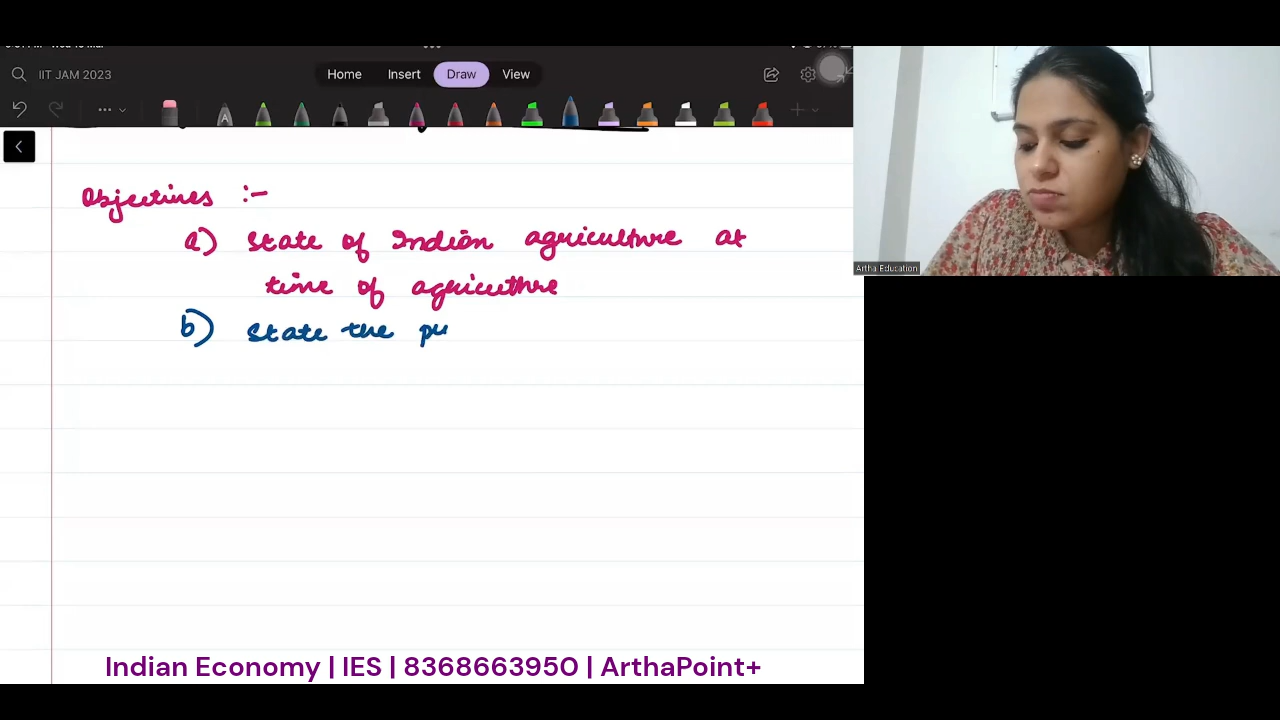 IIT JAM 2023
Home Insert Draw View
A
Objectives :-
a) State of Indian agriculture at
time of agriculture
b) State the pu
Artha Education
Indian Economy | IES | 8368663950 | ArthaPoint+